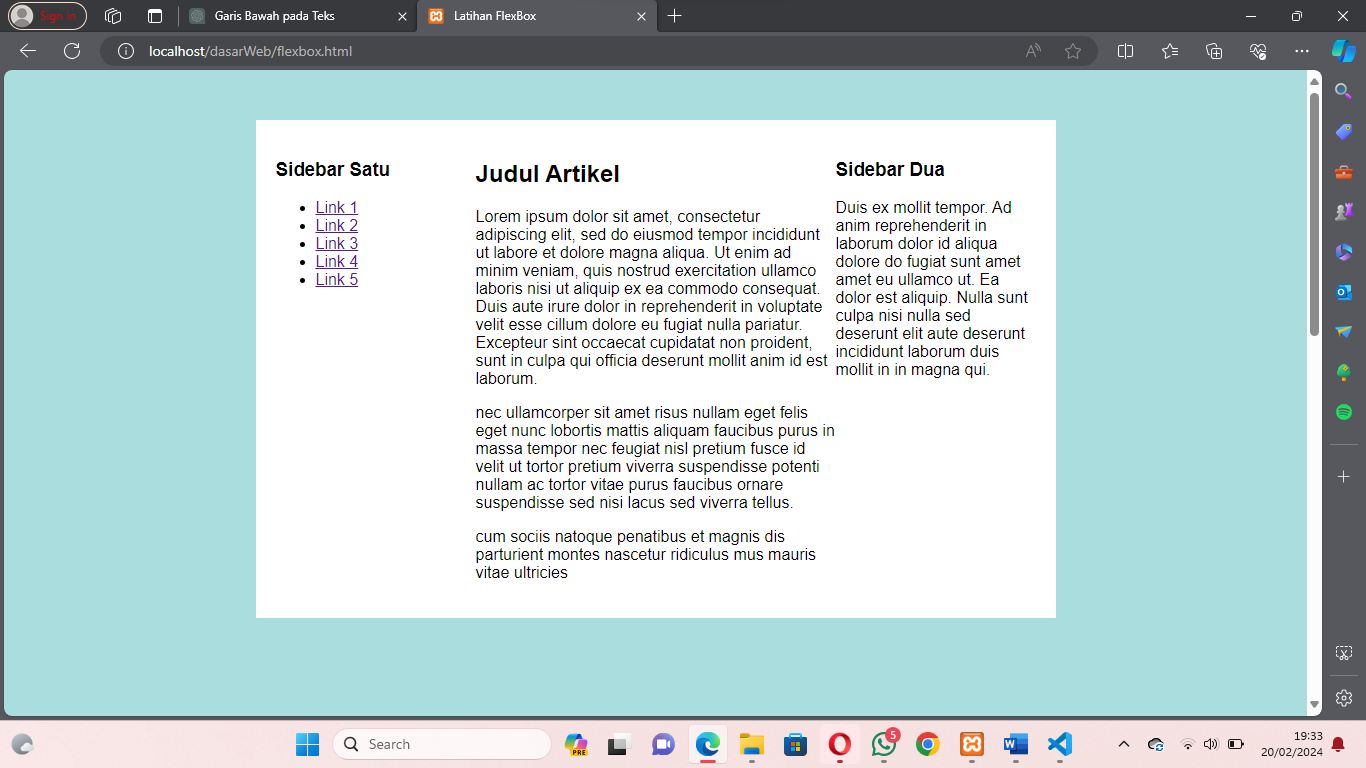 Sign in
Garis Bawah pada Teks
Latihan FlexBox
localhost/dasarWeb/flexbox.html
Sidebar Satu
Link 1
Link 2
Link 3
Link 4
Link 5
Judul Artikel
Lorem ipsum dolor sit amet, consectetur
adipiscing elit, sed do eiusmod tempor incididunt
ut labore et dolore magna aliqua. Ut enim ad
minim veniam, quis nostrud exercitation ullamco
laboris nisi ut aliquip ex ea commodo consequat.
Duis aute irure dolor in reprehenderit in voluptate
velit esse cillum dolore eu fugiat nulla pariatur.
Excepteur sint occaecat cupidatat non proident,
sunt in culpa qui officia deserunt mollit anim id est
laborum.
nec ullamcorper sit amet risus nullam eget felis
eget nunc lobortis mattis aliquam faucibus purus in
massa tempor nec feugiat nisl pretium fusce id
velit ut tortor pretium viverra suspendisse potenti
nullam ac tortor vitae purus faucibus ornare
suspendisse sed nisi lacus sed viverra tellus.
cum sociis natoque penatibus et magnis dis
parturient montes nascetur ridiculus mus mauris
vitae ultricies
Sidebar Dua
Duis ex mollit tempor. Ad
anim reprehenderit in
laborum dolor id aliqua
dolore do fugiat sunt amet
amet eu ullamco ut. Ea
dolor est aliquip. Nulla sunt
culpa nisi nulla sed
deserunt elit aute deserunt
incididunt laborum duis
mollit in in magna qui.
Search
PRE
5
19:33
20/02/2024